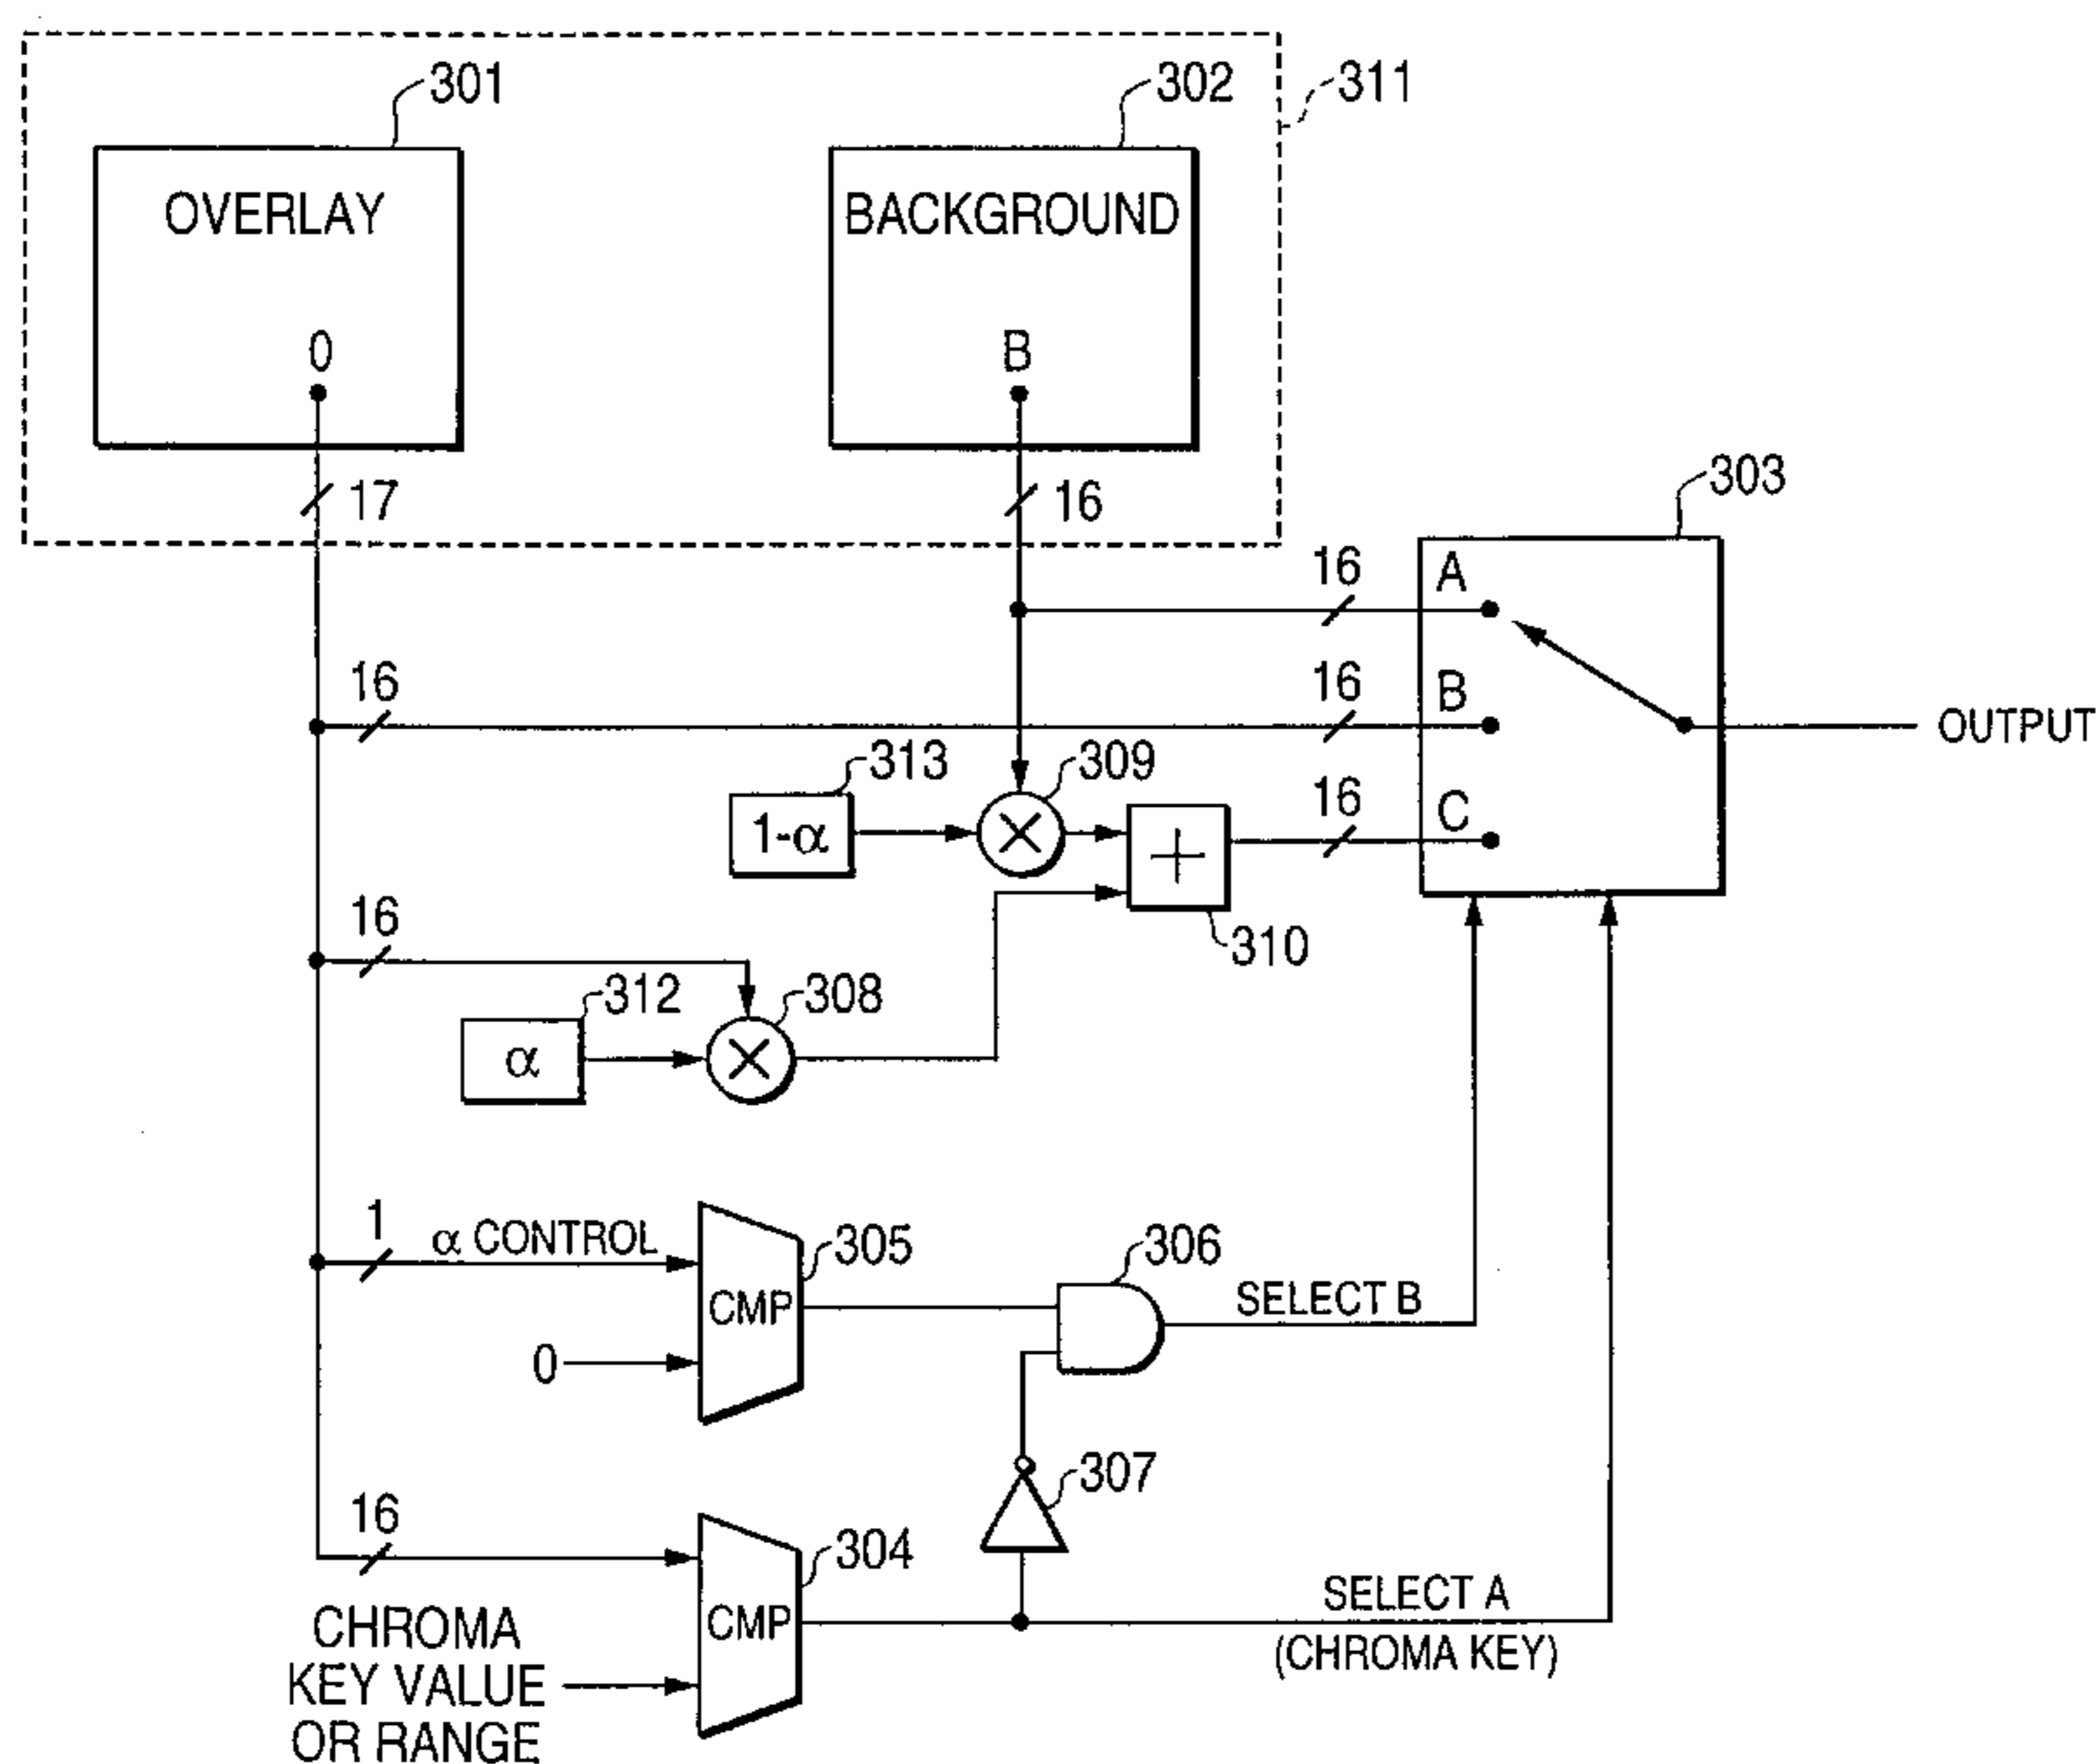 301
302
311
OVERLAY
BACKGROUND
0
B
17
16
303
16
A
16
16
B
OUTPUT
313
309
16
C
1-α
+
310
16
312
308
α
1
α CONTROL
305
306
CMP
SELECT B
0
307
16
304
CMP
SELECT A
(CHROMA KEY)
CHROMA
KEY VALUE
OR RANGE